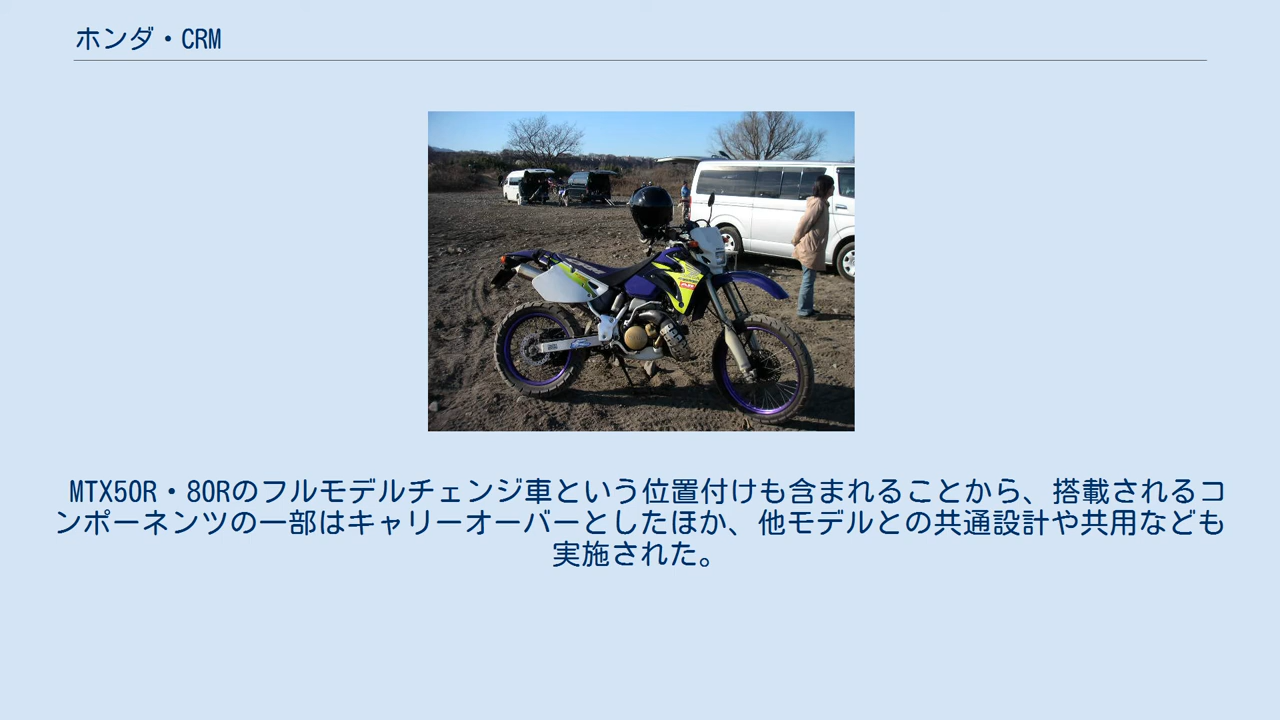 ホンダ・CRM
MTX50R・80Rのフルモデルチェンジ車という位置付けも含まれることから、搭載されるコ
ンポーネンツの一部はキャリーオーバーとしたほか、他モデルとの共通設計や共用なども
実施された。